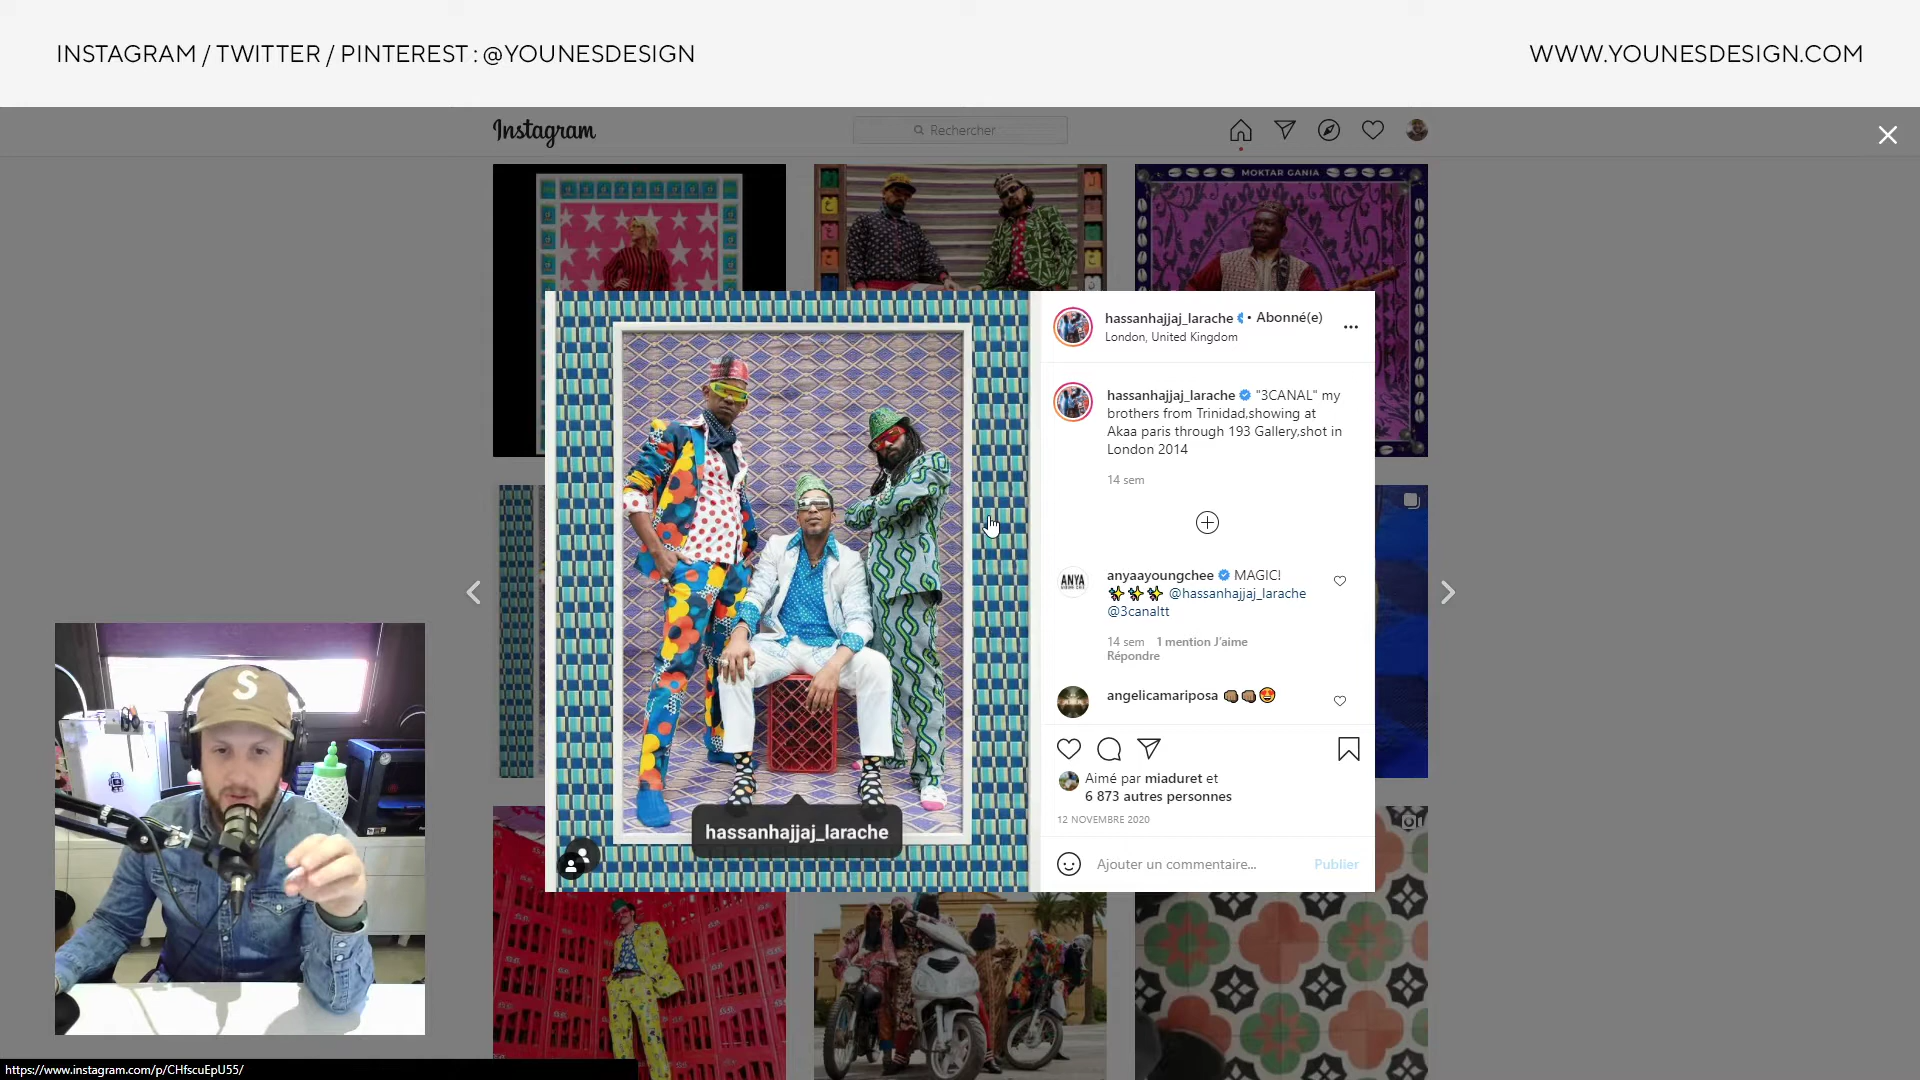 INSTAGRAM / TWITTER / PINTEREST : @YOUNESDESIGN
WWW.YOUNESDESIGN.COM
Instagram
Rechercher
MOKTAR GANIA
hassanhajjaj_larache • Abonné(e)
London, United Kingdom
hassanhajjaj_larache "3CANAL" my
brothers from Trinidad,showing at
Akaa paris through 193 Gallery,shot in
London 2014
14 sem
ANYA
anyaayoungchee MAGIC!
✨✨✨ @hassanhajjaj_larache
@3canaltt
14 sem 1 mention J'aime
Répondre
angelicamariposa 👊🏽👊🏽🤩
Aimé par miaduret et
6 873 autres personnes
12 NOVEMBRE 2020
Ajouter un commentaire... Publier
hassanhajjaj_larache
S
https://www.instagram.com/p/CHfscuEpU55/